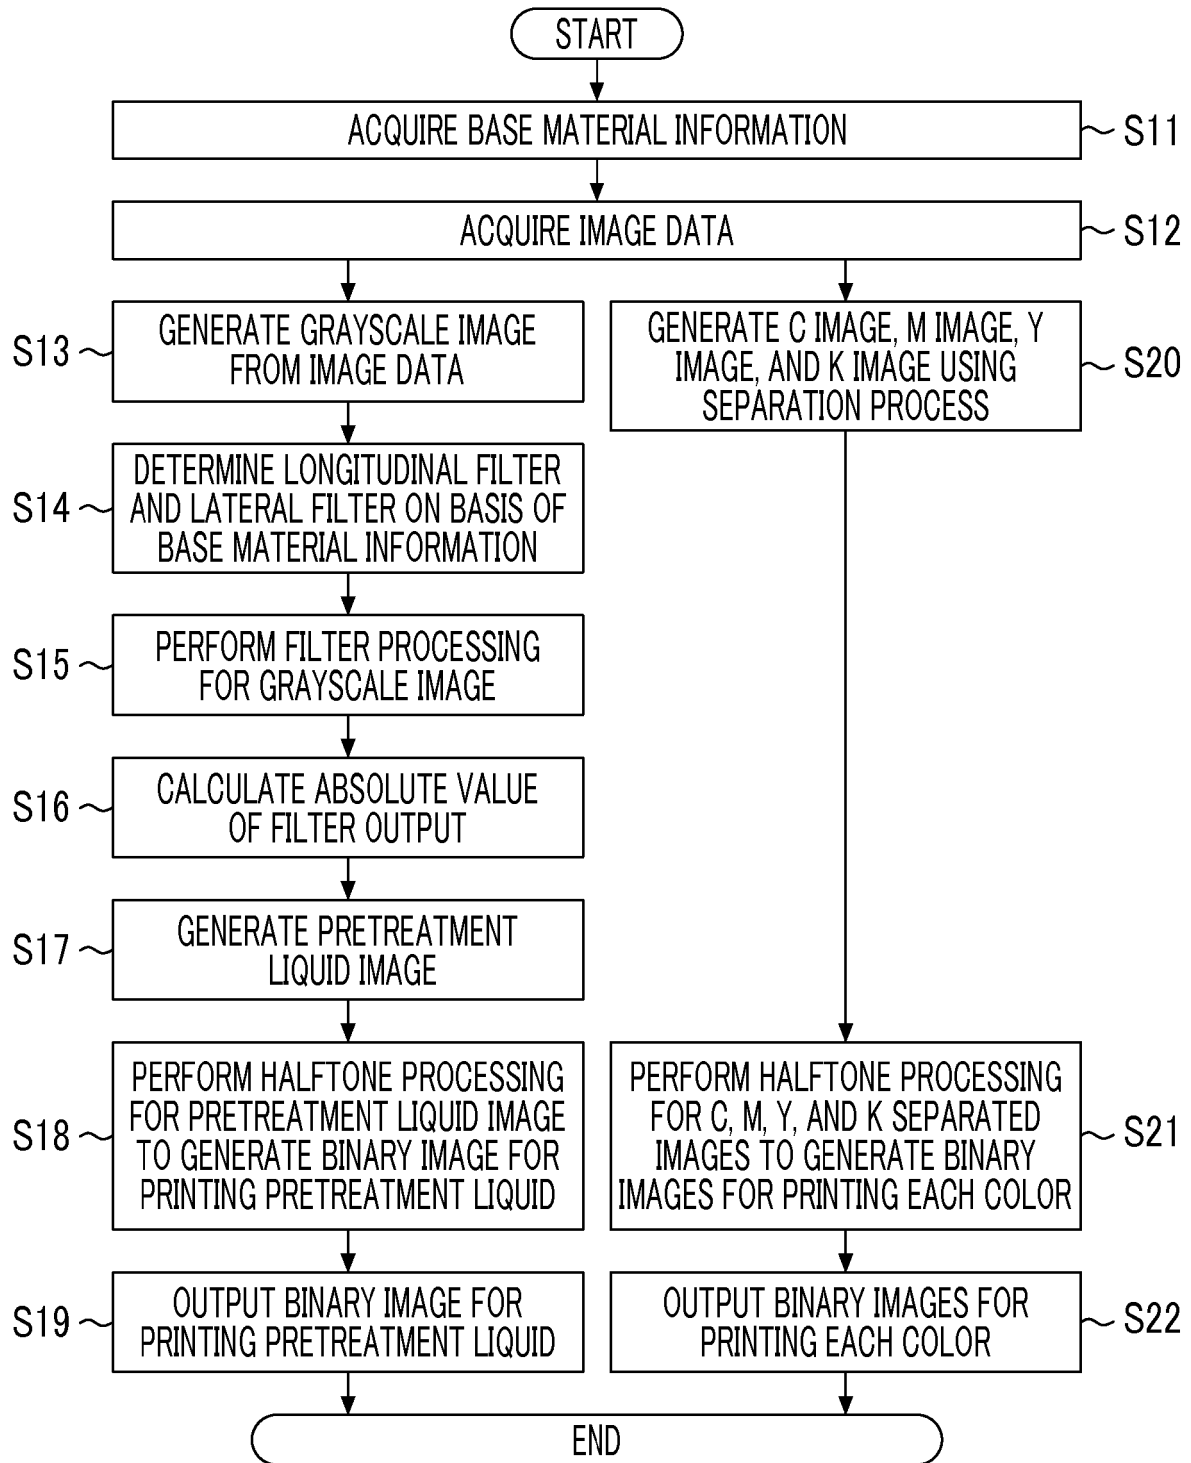 START
ACQUIRE BASE MATERIAL INFORMATION
S11
ACQUIRE IMAGE DATA
S12
S13
GENERATE GRAYSCALE IMAGE
FROM IMAGE DATA
GENERATE C IMAGE, M IMAGE, Y
IMAGE, AND K IMAGE USING
SEPARATION PROCESS
S20
S14
DETERMINE LONGITUDINAL FILTER
AND LATERAL FILTER ON BASIS OF
BASE MATERIAL INFORMATION
S15
PERFORM FILTER PROCESSING
FOR GRAYSCALE IMAGE
S16
CALCULATE ABSOLUTE VALUE
OF FILTER OUTPUT
S17
GENERATE PRETREATMENT
LIQUID IMAGE
S18
PERFORM HALFTONE PROCESSING
FOR PRETREATMENT LIQUID IMAGE
TO GENERATE BINARY IMAGE FOR
PRINTING PRETREATMENT LIQUID
PERFORM HALFTONE PROCESSING
FOR C, M, Y, AND K SEPARATED
IMAGES TO GENERATE BINARY
IMAGES FOR PRINTING EACH COLOR
S21
S19
OUTPUT BINARY IMAGE FOR
PRINTING PRETREATMENT LIQUID
OUTPUT BINARY IMAGES FOR
PRINTING EACH COLOR
S22
END